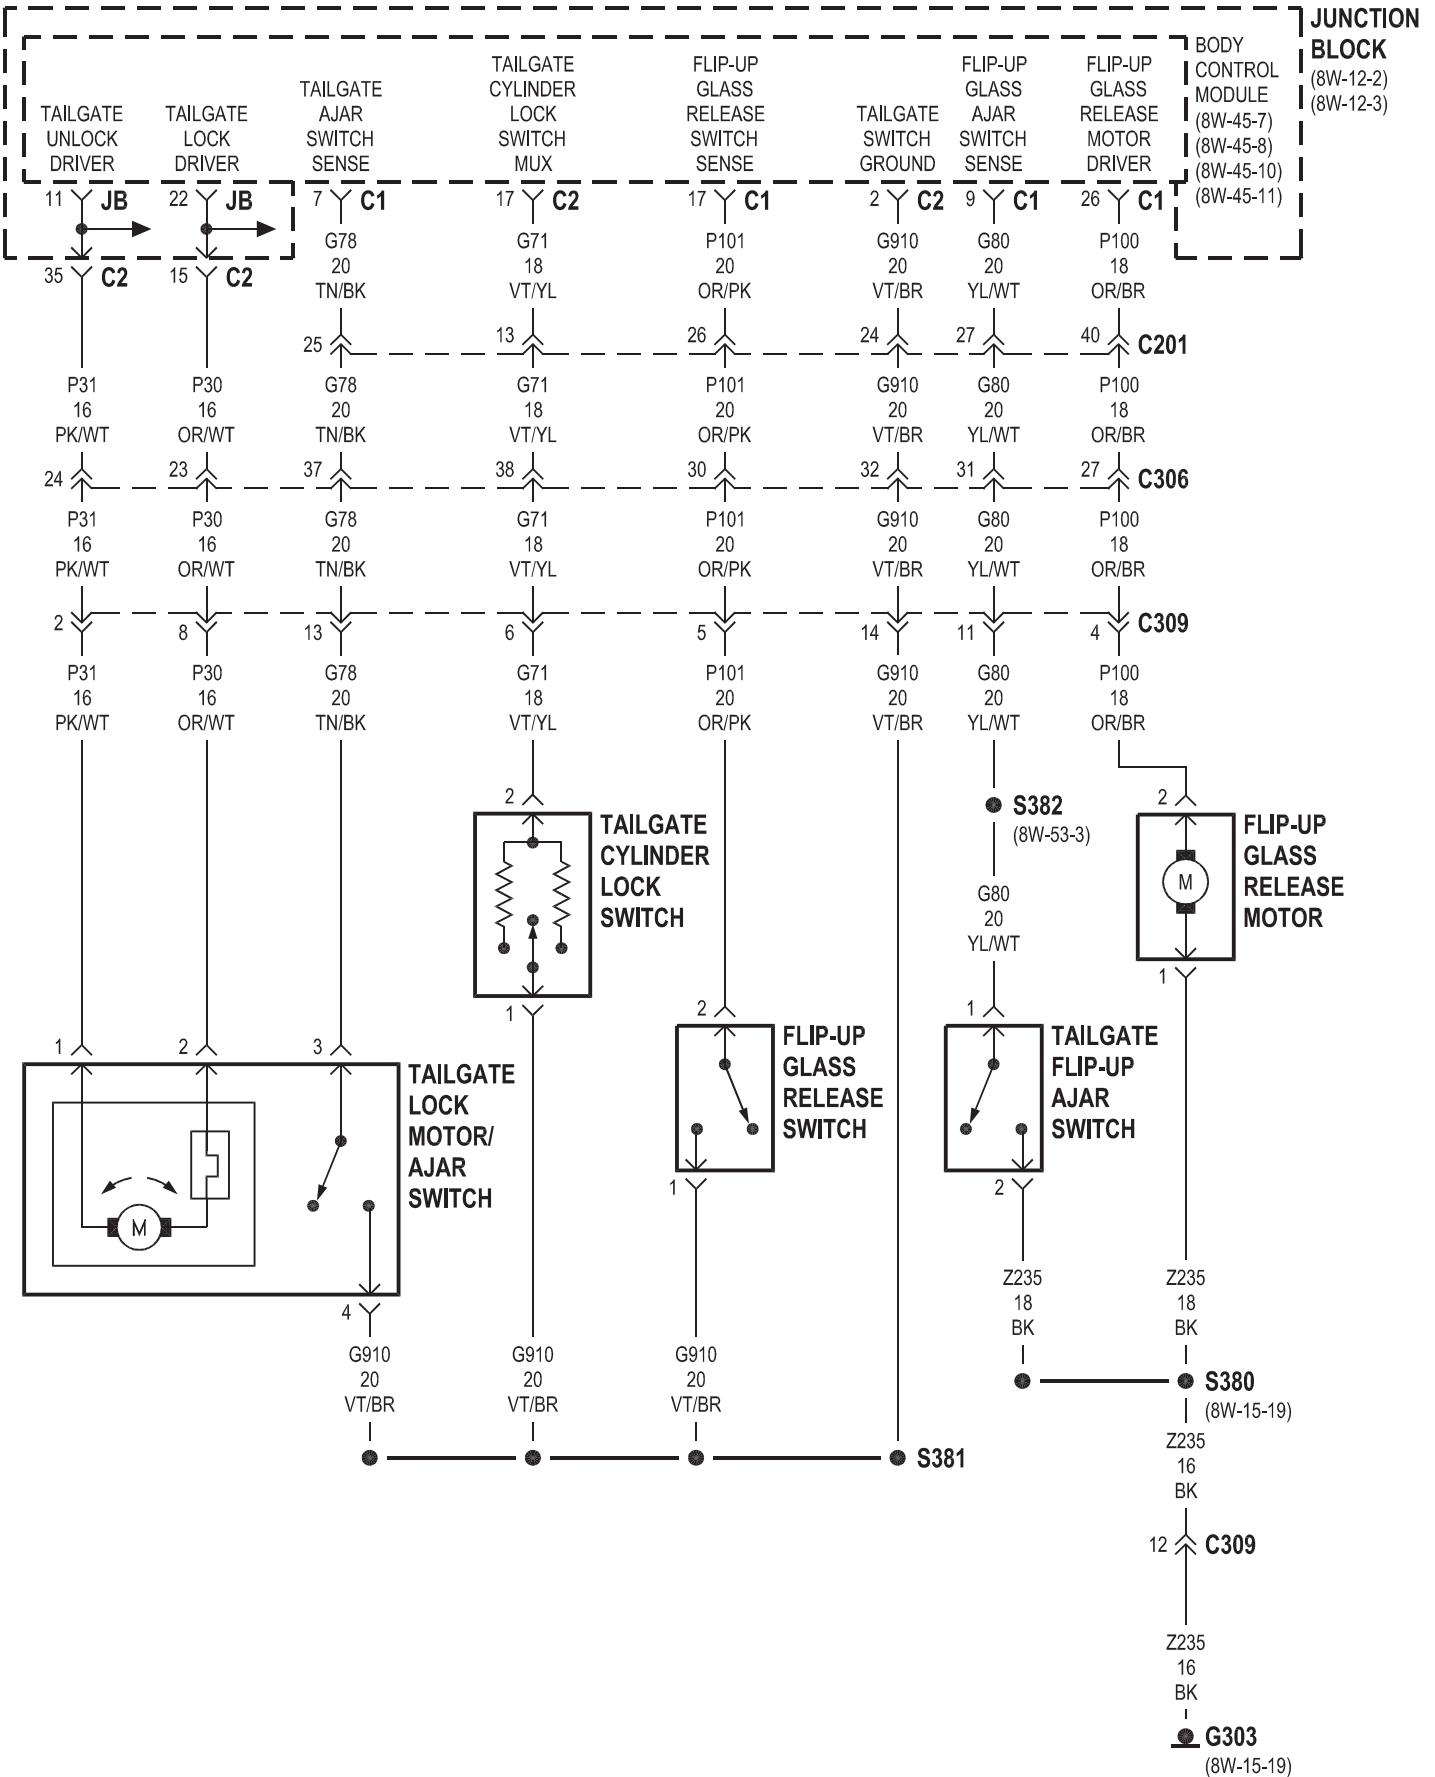 JUNCTION
BLOCK
(8W-12-2)
(8W-12-3)
BODY
CONTROL
MODULE
(8W-45-7)
(8W-45-8)
(8W-45-10)
(8W-45-11)
TAILGATE
UNLOCK
DRIVER
TAILGATE
LOCK
DRIVER
TAILGATE
AJAR
SWITCH
SENSE
TAILGATE
CYLINDER
LOCK
SWITCH
MUX
FLIP-UP
GLASS
RELEASE
SWITCH
SENSE
TAILGATE
SWITCH
GROUND
FLIP-UP
GLASS
AJAR
SWITCH
SENSE
FLIP-UP
GLASS
RELEASE
MOTOR
DRIVER
11 JB 22 JB 7 C1 17 C2 17 C1 2 C2 9 C1 26 C1
G78 G71 P101 G910 G80 P100
20 18 20 20 20 18
TN/BK VT/YL OR/PK VT/BR YL/WT OR/BR
35 C2 15 C2
25 13 26 24 27 40 C201
P31 P30 G78 G71 P101 G910 G80 P100
16 16 20 18 20 20 20 18
PK/WT OR/WT TN/BK VT/YL OR/PK VT/BR YL/WT OR/BR
24 23 37 38 30 32 31 27 C306
P31 P30 G78 G71 P101 G910 G80 P100
16 16 20 18 20 20 20 18
PK/WT OR/WT TN/BK VT/YL OR/PK VT/BR YL/WT OR/BR
2 8 13 6 5 14 11 4 C309
P31 P30 G78 G71 P101 G910 G80 P100
16 16 20 18 20 20 20 18
PK/WT OR/WT TN/BK VT/YL OR/PK VT/BR YL/WT OR/BR
2
TAILGATE
CYLINDER
LOCK
SWITCH
1
S382
(8W-53-3)
G80
20
YL/WT
2
FLIP-UP
GLASS
RELEASE
MOTOR
M
1
2
FLIP-UP
GLASS
RELEASE
SWITCH
1
1
TAILGATE
FLIP-UP
AJAR
SWITCH
2
1 2 3
TAILGATE
LOCK
MOTOR/
AJAR
SWITCH
M
4
Z235 Z235
18 18
BK BK
G910 G910 G910
20 20 20
VT/BR VT/BR VT/BR
S380
(8W-15-19)
S381
Z235
16
BK
12 C309
Z235
16
BK
G303
(8W-15-19)